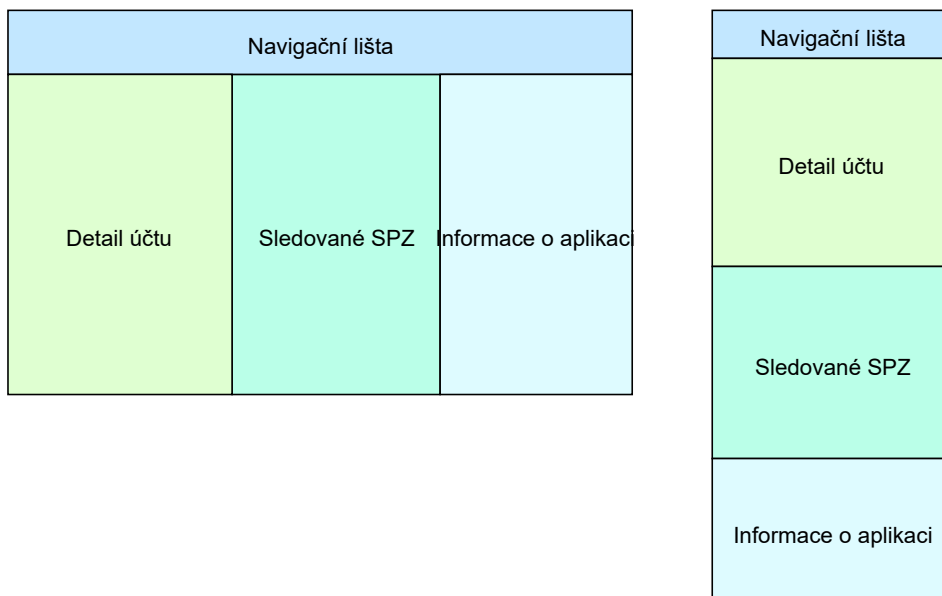 Navigační lišta
Detail účtu
Sledované SPZ
Informace o aplikaci
Navigační lišta
Detail účtu
Sledované SPZ
Informace o aplikaci